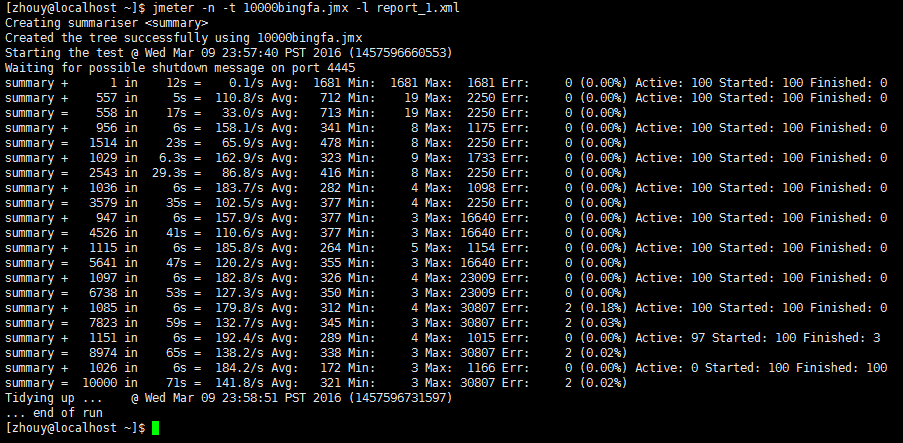 [zhouy@localhost ~]$ jmeter -n -t 10000bingfa.jmx -l report_1.xml
Creating summariser <summary>
Created the tree successfully using 10000bingfa.jmx
Starting the test @ Wed Mar 09 23:57:40 PST 2016 (1457596660553)
Waiting for possible shutdown message on port 4445
summary +      1 in    12s =    0.1/s Avg:  1681 Min:  1681 Max:  1681 Err:     0 (0.00%) Active: 100 Started: 100 Finished: 0
summary +    557 in     5s =  110.8/s Avg:   712 Min:    19 Max:  2250 Err:     0 (0.00%) Active: 100 Started: 100 Finished: 0
summary =    558 in    17s =   33.0/s Avg:   713 Min:    19 Max:  2250 Err:     0 (0.00%)
summary +    956 in     6s =  158.1/s Avg:   341 Min:     8 Max:  1175 Err:     0 (0.00%) Active: 100 Started: 100 Finished: 0
summary =   1514 in    23s =   65.9/s Avg:   478 Min:     8 Max:  2250 Err:     0 (0.00%)
summary +   1029 in   6.3s =  162.9/s Avg:   323 Min:     9 Max:  1733 Err:     0 (0.00%) Active: 100 Started: 100 Finished: 0
summary =   2543 in  29.3s =   86.8/s Avg:   416 Min:     8 Max:  2250 Err:     0 (0.00%)
summary +   1036 in     6s =  183.7/s Avg:   282 Min:     4 Max:  1098 Err:     0 (0.00%) Active: 100 Started: 100 Finished: 0
summary =   3579 in    35s =  102.5/s Avg:   377 Min:     4 Max:  2250 Err:     0 (0.00%)
summary +    947 in     6s =  157.9/s Avg:   377 Min:     3 Max: 16640 Err:     0 (0.00%) Active: 100 Started: 100 Finished: 0
summary =   4526 in    41s =  110.6/s Avg:   377 Min:     3 Max: 16640 Err:     0 (0.00%)
summary +   1115 in     6s =  185.8/s Avg:   264 Min:     5 Max:  1154 Err:     0 (0.00%) Active: 100 Started: 100 Finished: 0
summary =   5641 in    47s =  120.2/s Avg:   355 Min:     3 Max: 16640 Err:     0 (0.00%)
summary +   1097 in     6s =  182.8/s Avg:   326 Min:     4 Max: 23009 Err:     0 (0.00%) Active: 100 Started: 100 Finished: 0
summary =   6738 in    53s =  127.3/s Avg:   350 Min:     3 Max: 23009 Err:     0 (0.00%)
summary +   1085 in     6s =  179.8/s Avg:   312 Min:     4 Max: 30807 Err:     2 (0.18%) Active: 100 Started: 100 Finished: 0
summary =   7823 in    59s =  132.7/s Avg:   345 Min:     3 Max: 30807 Err:     2 (0.03%)
summary +   1151 in     6s =  192.4/s Avg:   289 Min:     4 Max:  1015 Err:     0 (0.00%) Active: 97 Started: 100 Finished: 3
summary =   8974 in    65s =  138.2/s Avg:   338 Min:     3 Max: 30807 Err:     2 (0.02%)
summary +   1026 in     6s =  184.2/s Avg:   172 Min:     3 Max:  1166 Err:     0 (0.00%) Active: 0 Started: 100 Finished: 100
summary =  10000 in    71s =  141.8/s Avg:   321 Min:     3 Max: 30807 Err:     2 (0.02%)
Tidying up ...    @ Wed Mar 09 23:58:51 PST 2016 (1457596731597)
... end of run
[zhouy@localhost ~]$